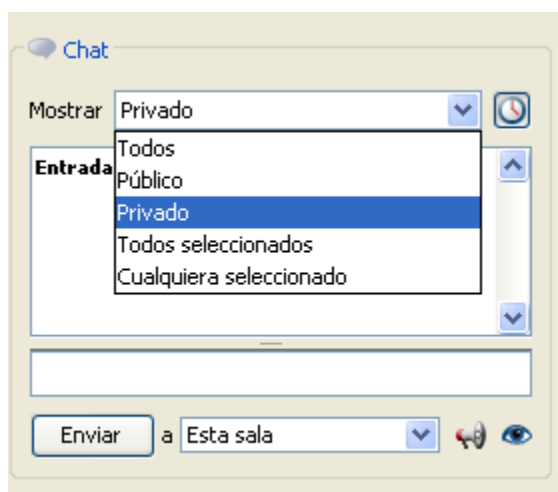 Chat
Mostrar Privado
Entrada
Todos
Público
Privado
Todos seleccionados
Cualquiera seleccionado
Enviar a Esta sala